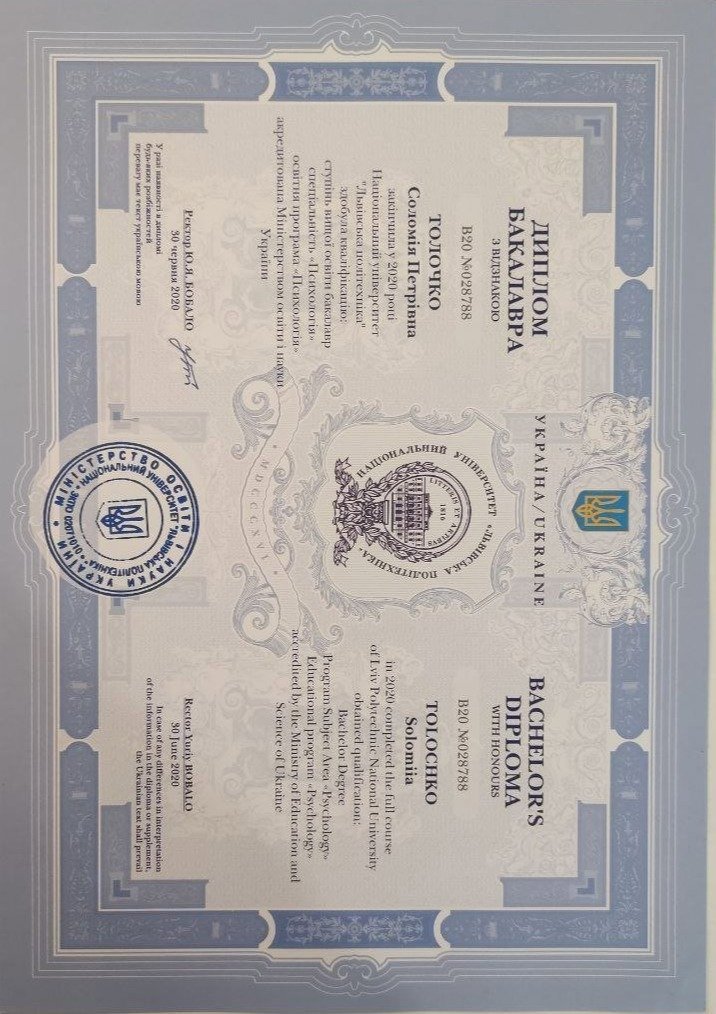 УКРАЇНА/UKRAINE
ДИПЛОМ
БАКАЛАВРА
З ВІДЗНАКОЮ
В20 №028788
ТОЛОЧКО
Соломія Петрівна
закінчила у 2020 році
Національний університет
"Львівська політехніка"
здобула кваліфікацію:
ступінь вищої освіти бакалавр
спеціальність «Психологія»
освітня програма «Психологія»
акредитована Міністерством освіти і науки
України
Ректор Ю.Я. БОБАЛО
30 червня 2020
У разі наявності в дипломі
будь-яких розбіжностей
перевагу має текст українською мовою
НАЦІОНАЛЬНИЙ УНІВЕРСИТЕТ «ЛЬВІВСЬКА ПОЛІТЕХНІКА»
LITTERIS ET ARTIBUS
1816
MDCCCXVI
МІНІСТЕРСТВО ОСВІТИ І НАУКИ УКРАЇНИ
НАЦІОНАЛЬНИЙ УНІВЕРСИТЕТ "ЛЬВІВСЬКА ПОЛІТЕХНІКА"
BACHELOR'S
DIPLOMA
WITH HONOURS
B20 №028788
TOLOCHKO
Solomiia
in 2020 completed the full course
of Lviv Polytechnic National University
obtained qualification:
Bachelor Degree
Program Subject Area «Psychology»
Educational program «Psychology»
accredited by the Ministry of Education and
Science of Ukraine
Rector Yuriy BOBALO
30 June 2020
In case of any differences in interpretation
of the information in the diploma or supplement,
the Ukrainian text shall prevail